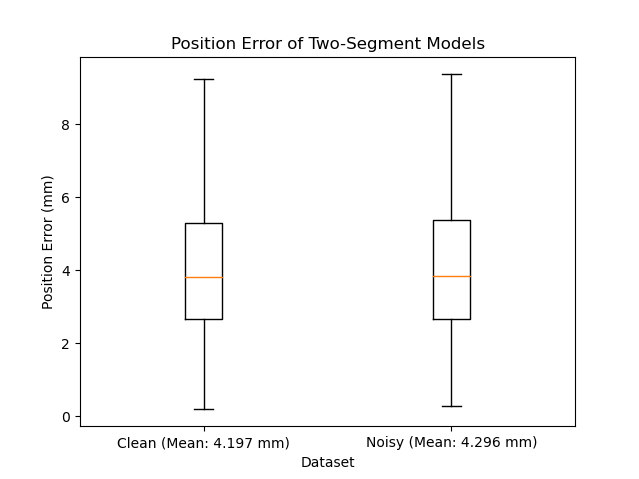 Position Error of Two-Segment Models
Position Error (mm)
8
6
4
2
0
Clean (Mean: 4.197 mm)
Noisy (Mean: 4.296 mm)
Dataset